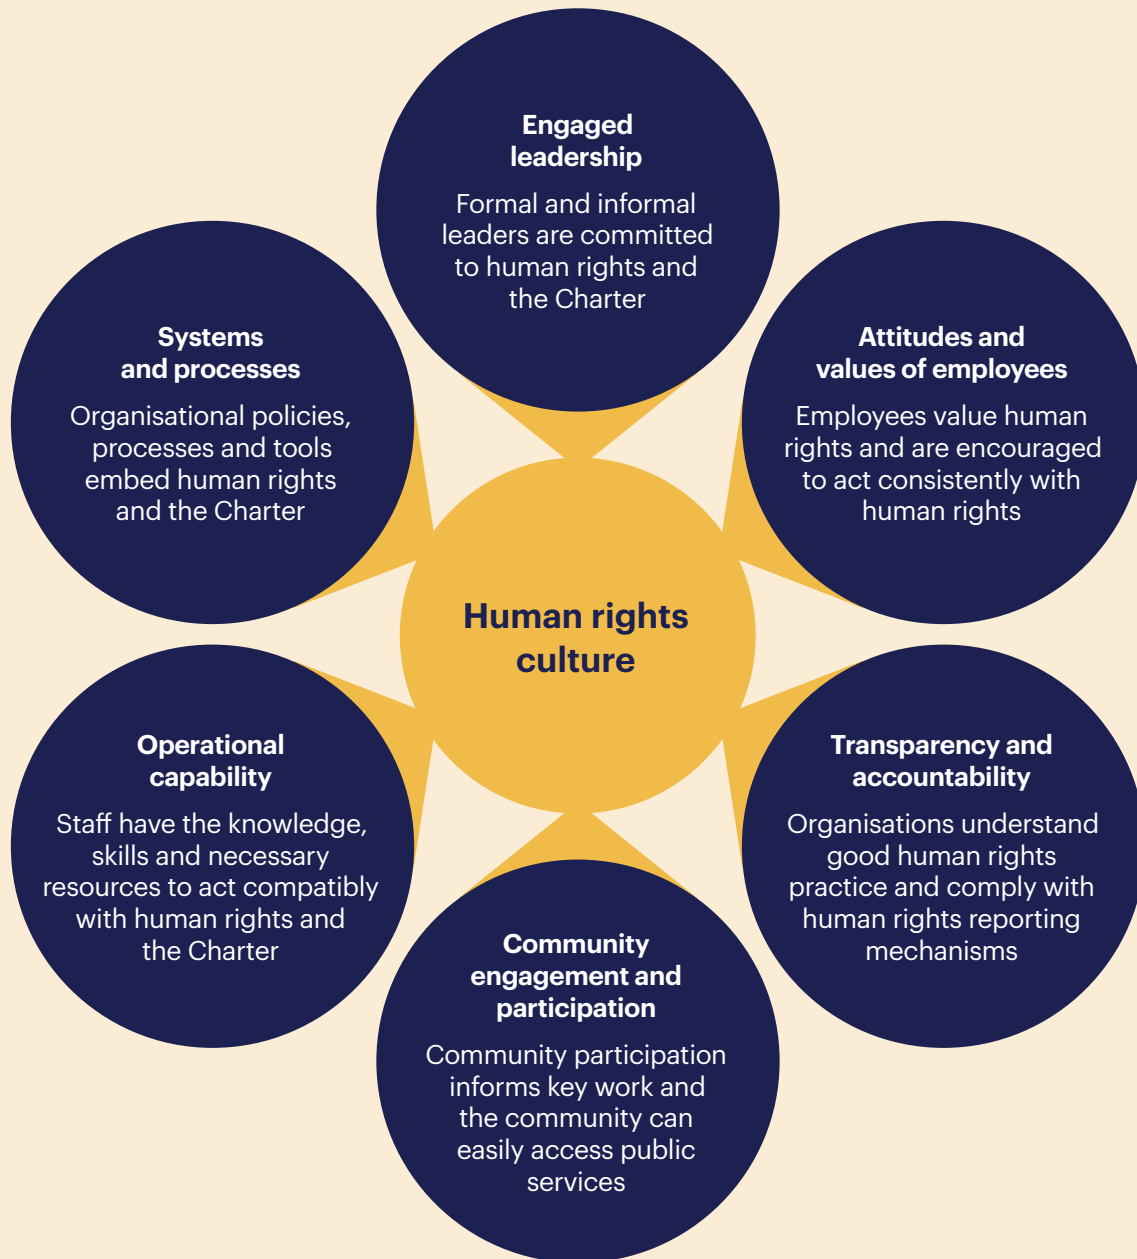 Engaged
leadership
Formal and informal
leaders are committed
to human rights and
the Charter
Attitudes and
values of employees
Employees value human
rights and are encouraged
to act consistently with
human rights
Transparency and
accountability
Organisations understand
good human rights
practice and comply with
human rights reporting
mechanisms
Community
engagement and
participation
Community participation
informs key work and
the community can
easily access public
services
Operational
capability
Staff have the knowledge,
skills and necessary
resources to act compatibly
with human rights and
the Charter
Systems
and processes
Organisational policies,
processes and tools
embed human rights
and the Charter
Human rights
culture